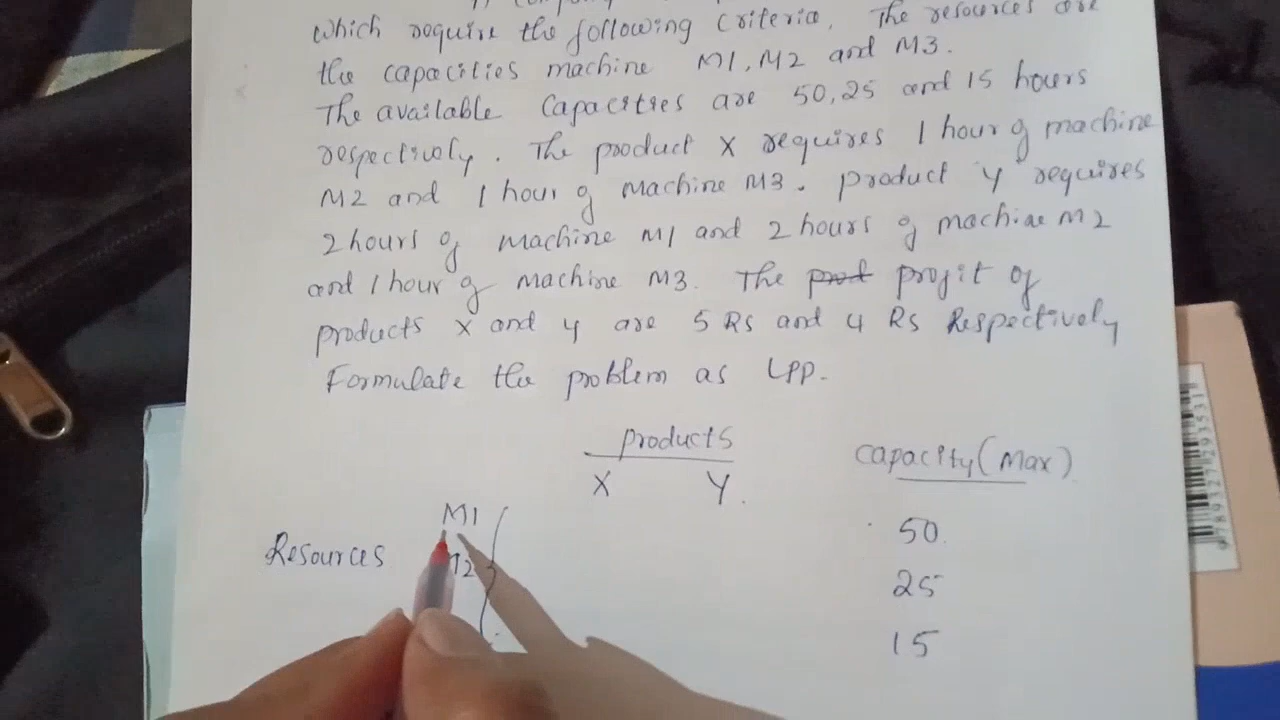 which require the following criteria, The resources are
the capacities machine M1, M2 and M3.
The available Capacities are 50, 25 and 15 hours
respectively. The product X requires 1 hour of machine
M2 and 1 hour of machine M3. product Y requires
2 hours of machine M1 and 2 hours of machine M2
and 1 hour of machine M3. The profit of
products X and Y are 5 Rs and 4 Rs Respectively
Formulate the problem as LPP.
products
capacity (Max)
X Y
M1
50
Resources
25
15